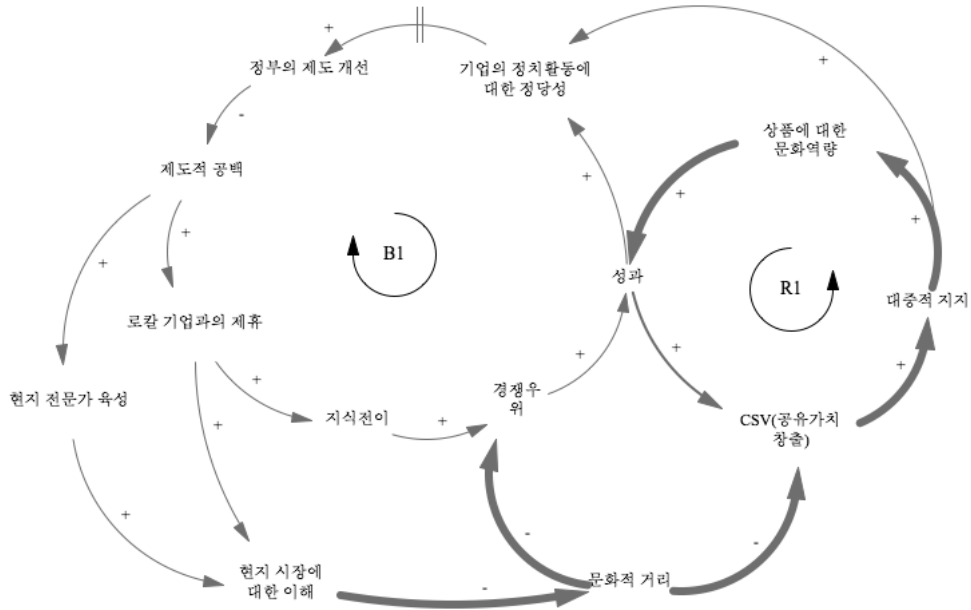 +
정부의 제도 개선
기업의 정치활동에
대한 정당성
+
-
상품에 대한
문화역량
제도적 공백
+
+
+
+
+
B1
+
성과
R1
대중적 지지
로칼 기업과의 제휴
+
+
+
+
현지 전문가 육성
경쟁우
위
지식전이
+
+
CSV(공유가치
창출)
+
-
-
현지 시장에
대한 이해
-
문화적 거리